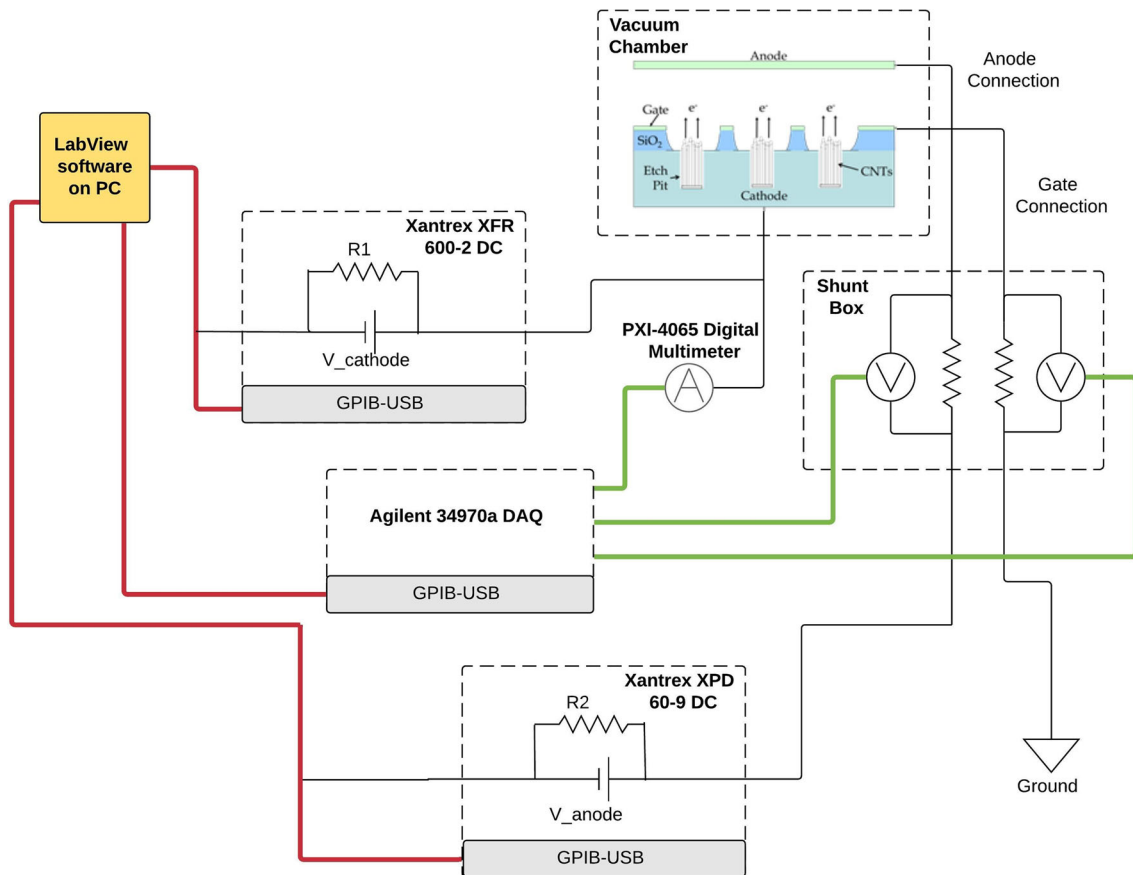 Vacuum
Chamber
Anode
Anode
Connection
Gate
e-
e-
e-
SiO2
Etch
Pit
CNTs
Cathode
Gate
Connection
LabView
software
on PC
Xantrex XFR
600-2 DC
R1
V_cathode
GPIB-USB
Shunt
Box
PXI-4065 Digital
Multimeter
A
V
V
Agilent 34970a DAQ
GPIB-USB
Xantrex XPD
60-9 DC
R2
V_anode
GPIB-USB
Ground